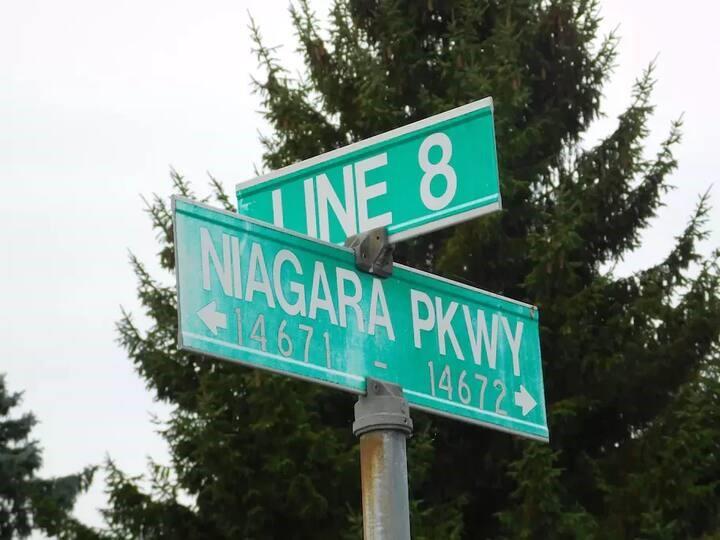 LINE 8
NIAGARA PKWY
14671 - 14672